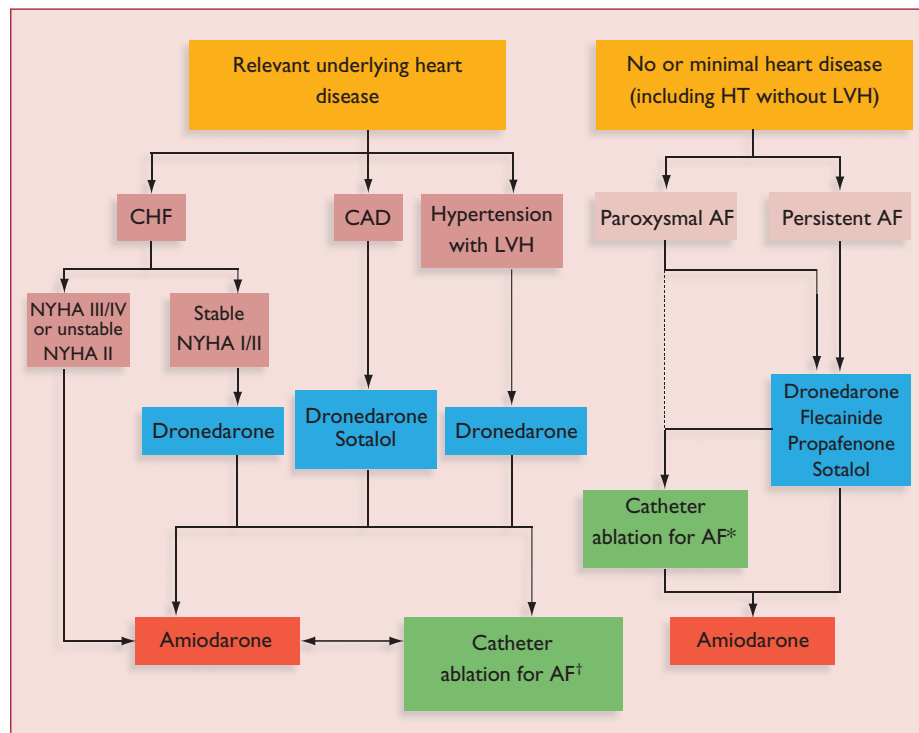 Relevant underlying heart
disease
No or minimal heart disease
(including HT without LVH)
CHF
CAD
Hypertension
with LVH
Paroxysmal AF
Persistent AF
NYHA III/IV
or unstable
NYHA II
Stable
NYHA I/II
Dronedarone
Dronedarone
Sotalol
Dronedarone
Dronedarone
Flecainide
Propafenone
Sotalol
Catheter
ablation for AF*
Amiodarone
Catheter
ablation for AF†
Amiodarone